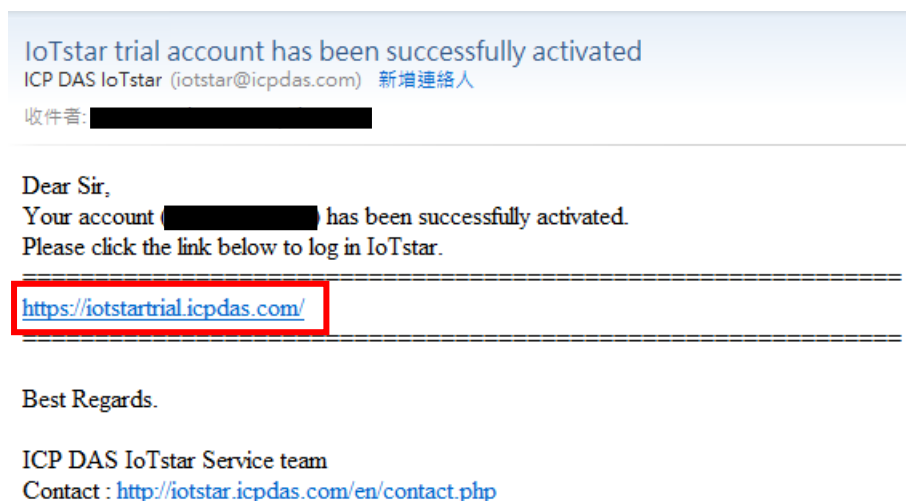 IoTstar trial account has been successfully activated
ICP DAS IoTstar (iotstar@icpdas.com) 新增連絡人
收件者:
Dear Sir,
Your account ( ) has been successfully activated.
Please click the link below to log in IoTstar.
============================================================
https://iotstartrial.icpdas.com/
============================================================
Best Regards.
ICP DAS IoTstar Service team
Contact : http://iotstar.icpdas.com/en/contact.php